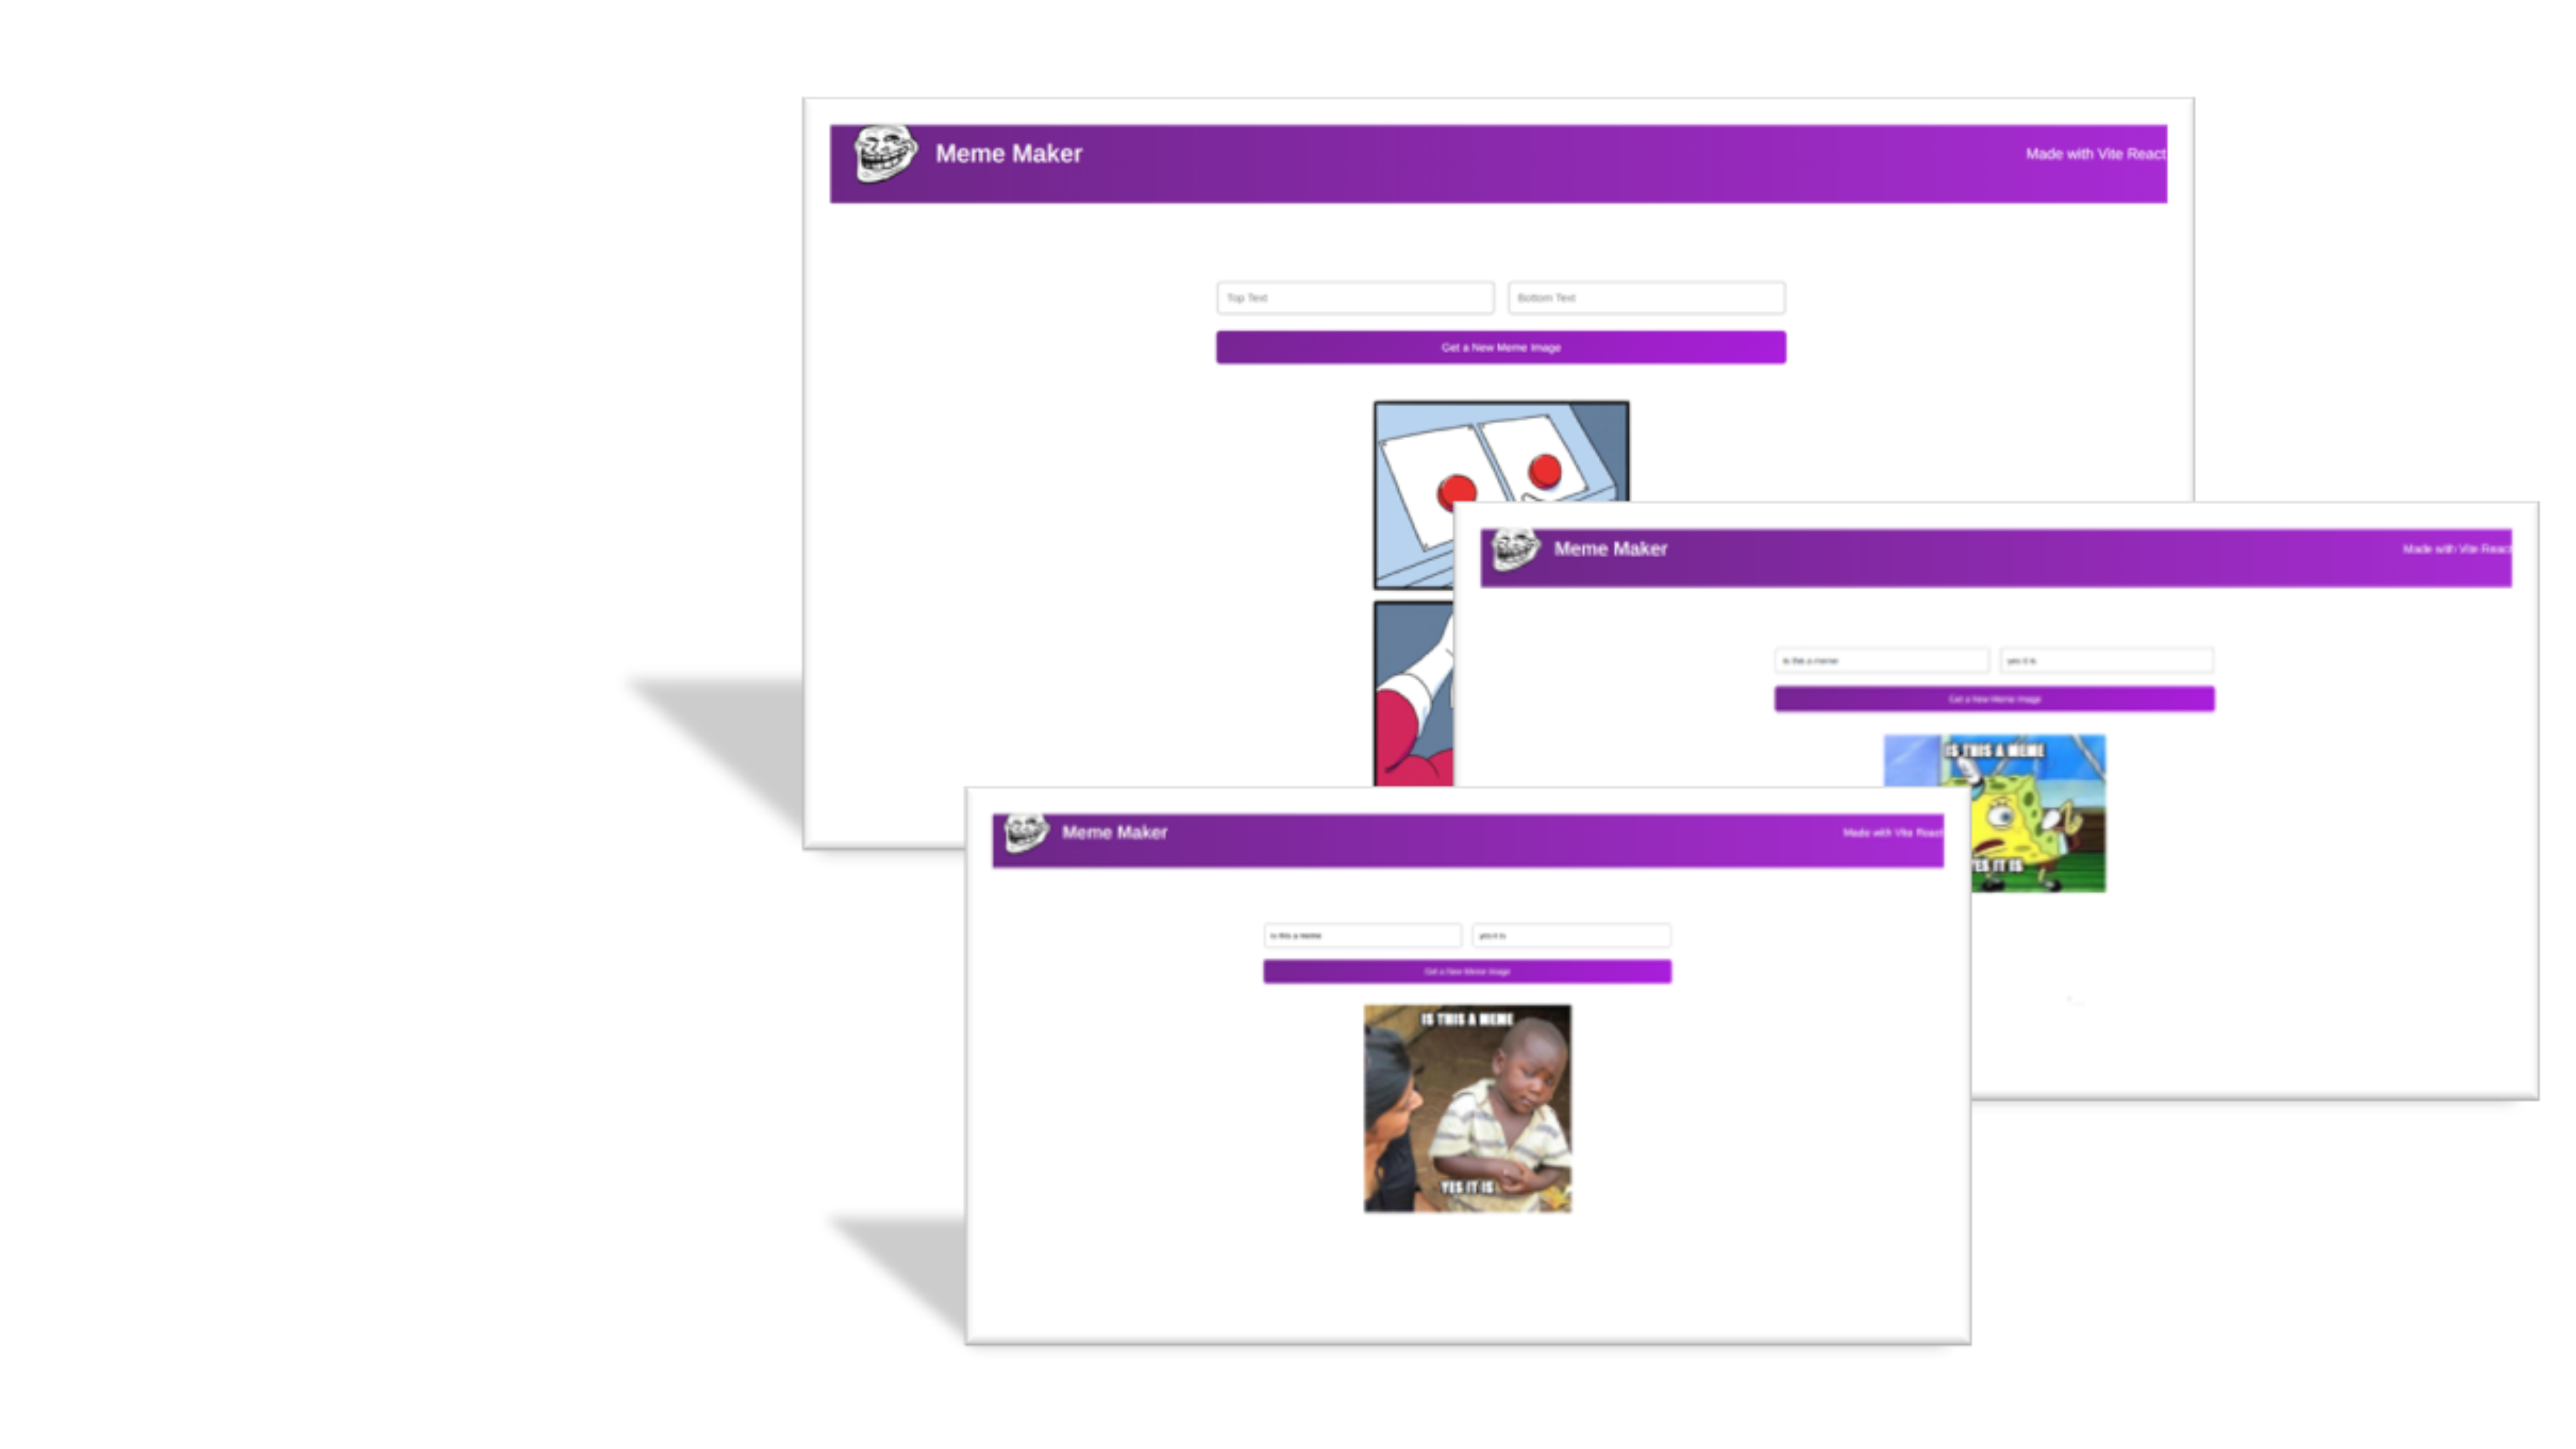 Meme Maker
Made with Vite React
Top Text
Bottom Text
Get a New Meme Image
Meme Maker
Made with Vite React
is this a meme
yes it is
Get a New Meme Image
IS THIS A MEME
YES IT IS
Meme Maker
Made with Vite React
is this a meme
yes it is
Get a New Meme Image
IS THIS A MEME
YES IT IS